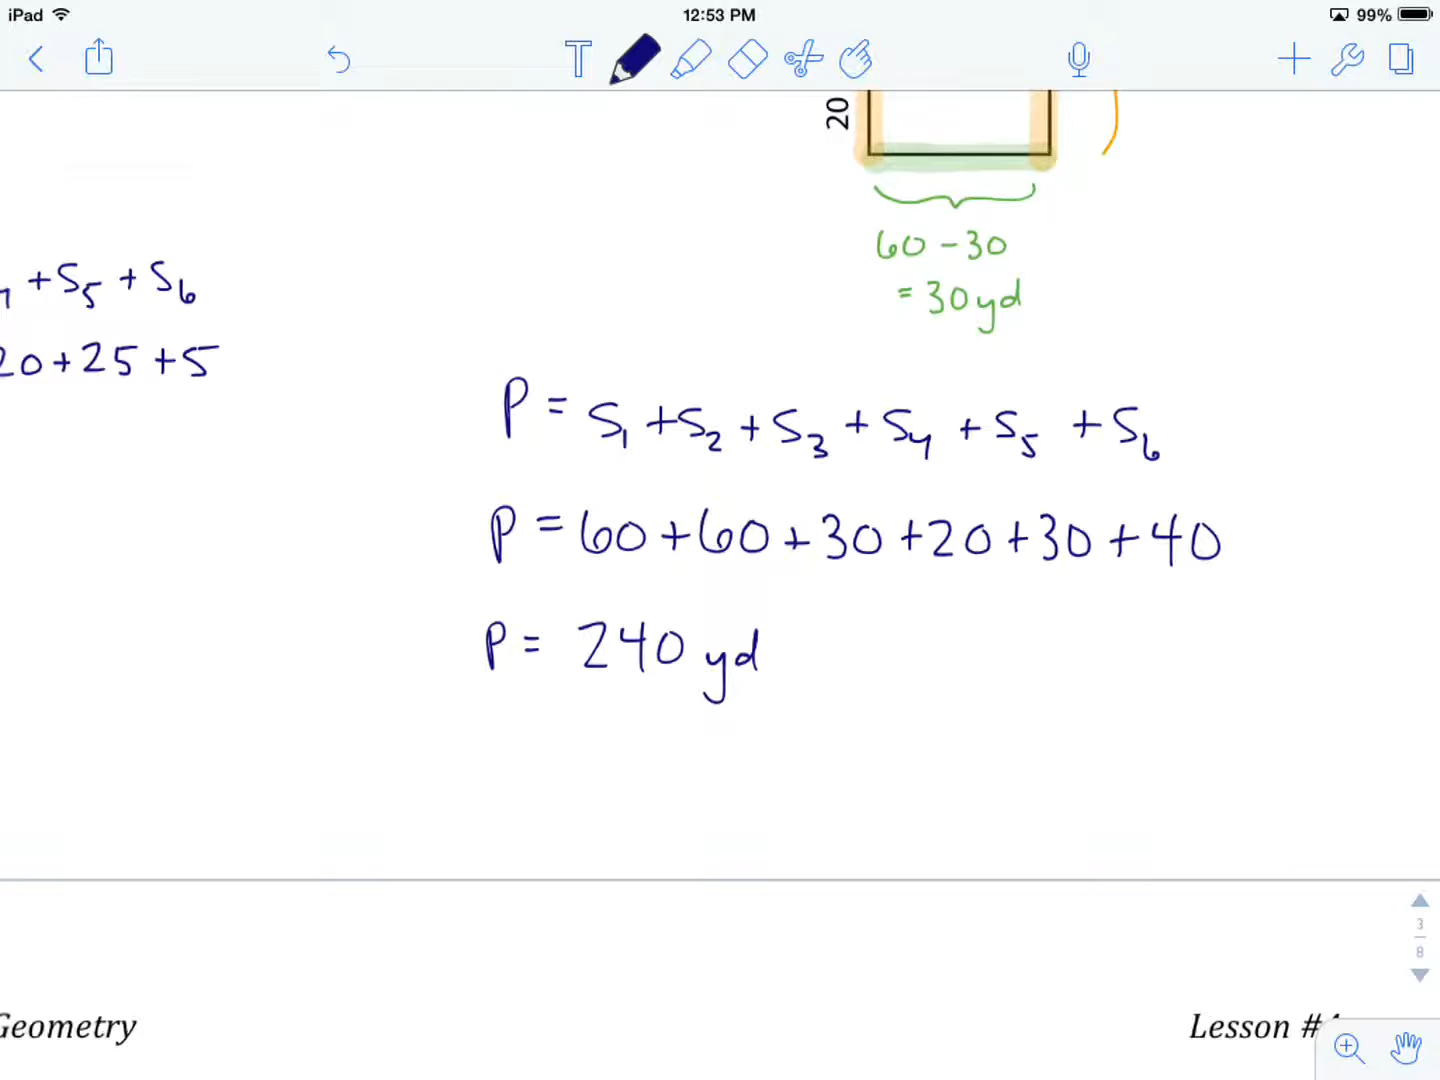 iPad 12:53 PM 99%
T
20
60 - 30
= 30 yd
+ S5 + S6
20 + 25 + 5
P = S1 + S2 + S3 + S4 + S5 + S6
P = 60 + 60 + 30 + 20 + 30 + 40
P = 240 yd
3
8
Geometry Lesson #